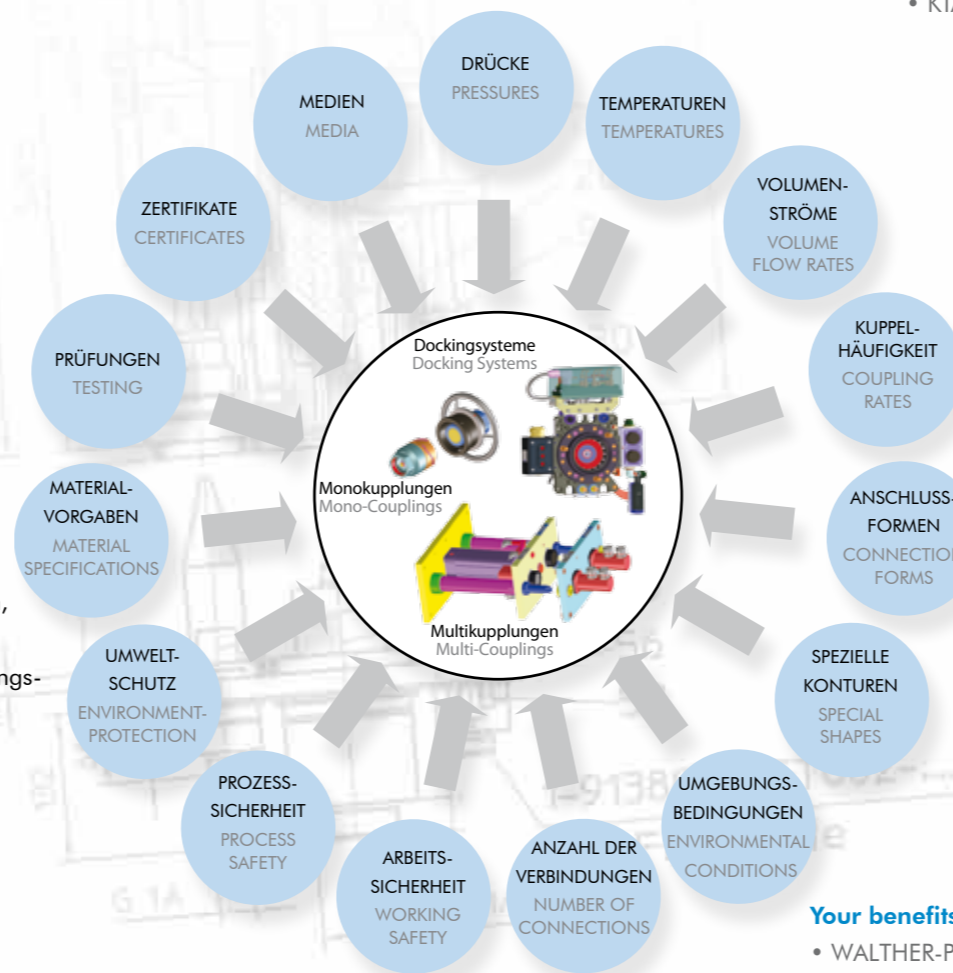 DRÜCKE
PRESSURES
MEDIEN
MEDIA
TEMPERATUREN
TEMPERATURES
ZERTIFIKATE
CERTIFICATES
VOLUMEN-
STRÖME
VOLUME
FLOW RATES
PRÜFUNGEN
TESTING
KUPPEL-
HÄUFIGKEIT
COUPLING
RATES
MATERIAL-
VORGABEN
MATERIAL
SPECIFICATIONS
ANSCHLUSS-
FORMEN
CONNECTION
FORMS
UMWELT-
SCHUTZ
ENVIRONMENT-
PROTECTION
SPEZIELLE
KONTUREN
SPECIAL
SHAPES
PROZESS-
SICHERHEIT
PROCESS
SAFETY
UMGEBUNGS-
BEDINGUNGEN
ENVIRONMENTAL
CONDITIONS
ARBEITS-
SICHERHEIT
WORKING
SAFETY
ANZAHL DER
VERBINDUNGEN
NUMBER OF
CONNECTIONS
Dockingsysteme
Docking Systems
Monokupplungen
Mono-Couplings
Multikupplungen
Multi-Couplings
ngs-
G 1A
Your benefits
• WALTHER-P